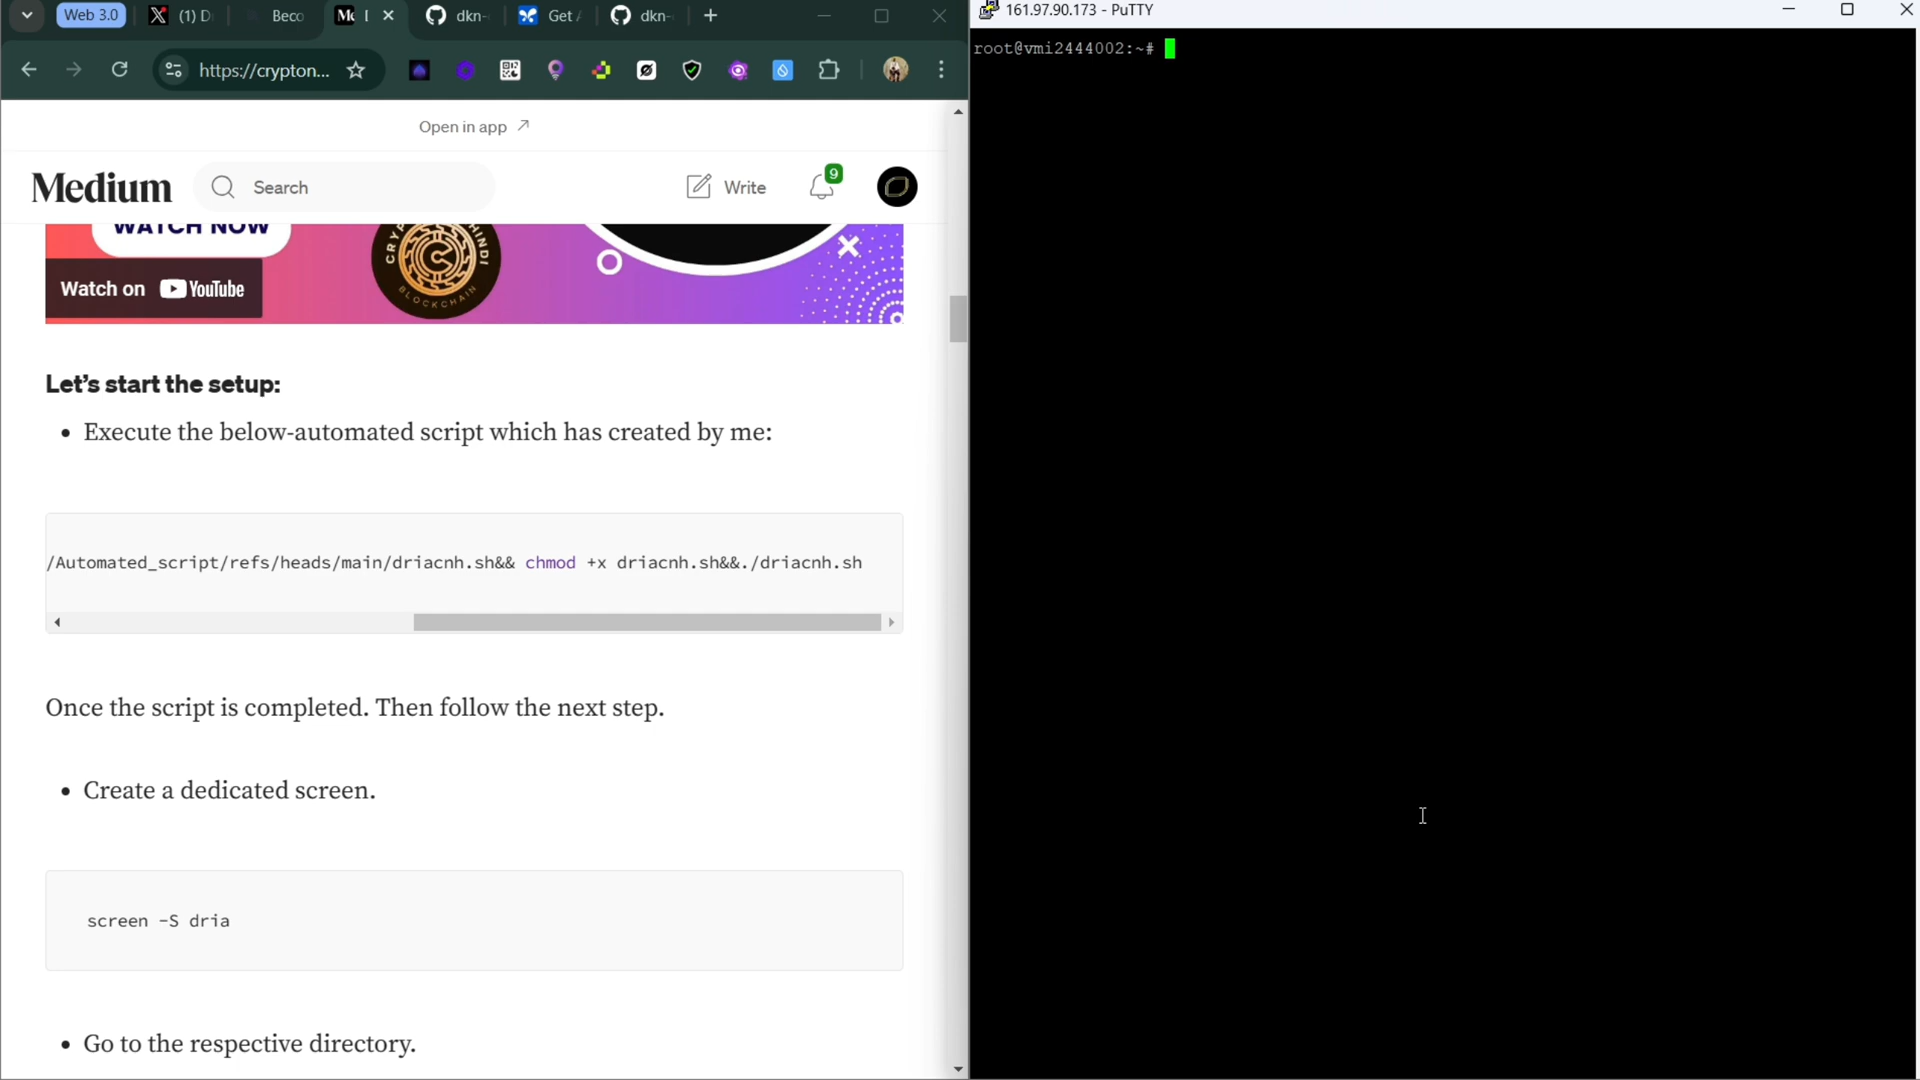 Web 3.0
(1) D
Beco
dkn-
Get
dkn-
161.97.90.173 - PuTTY
https://crypton...
root@vmi2444002:~#
Open in app
Medium
Search
Write
9
WATCH NOW
Watch on YouTube
BLOCKCHAIN
Let's start the setup:
• Execute the below-automated script which has created by me:
/Automated_script/refs/heads/main/driacnh.sh&& chmod +x driacnh.sh&&./driacnh.sh
Once the script is completed. Then follow the next step.
• Create a dedicated screen.
screen -S dria
• Go to the respective directory.